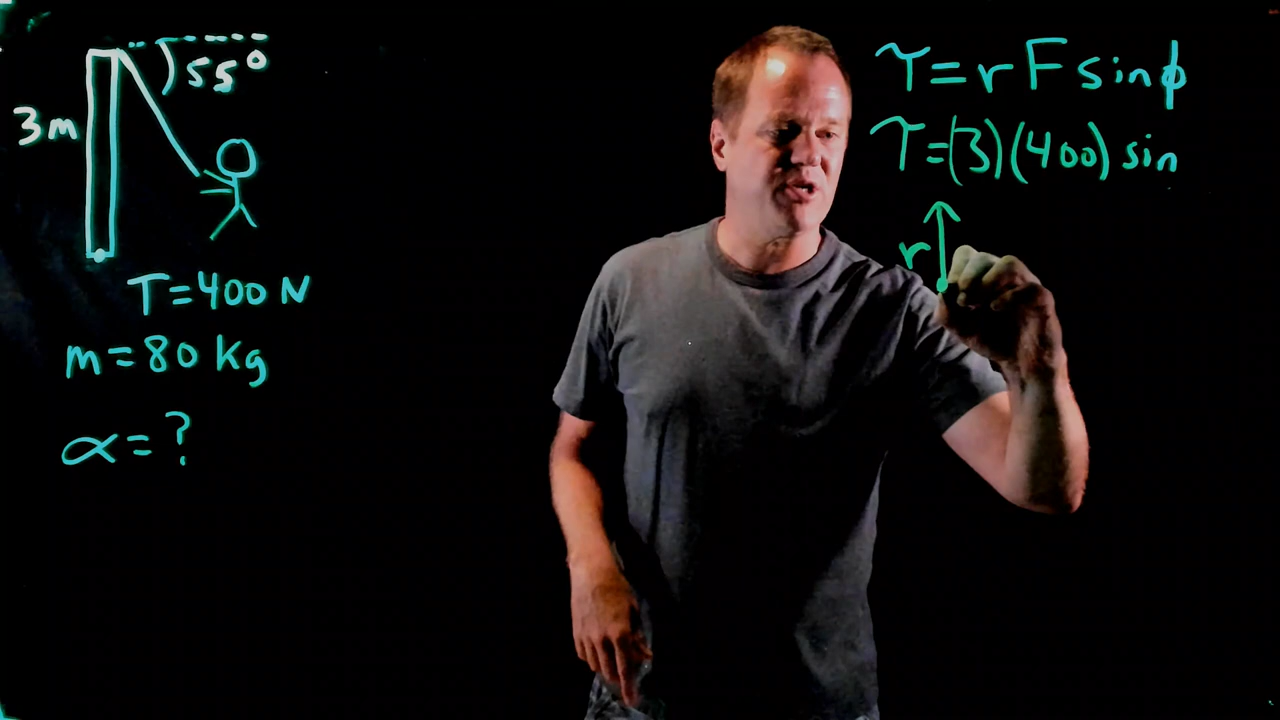 55°
3m
T=400 N
m=80 kg
α=?
τ=rFsinϕ
τ=(3)(400) sin
r